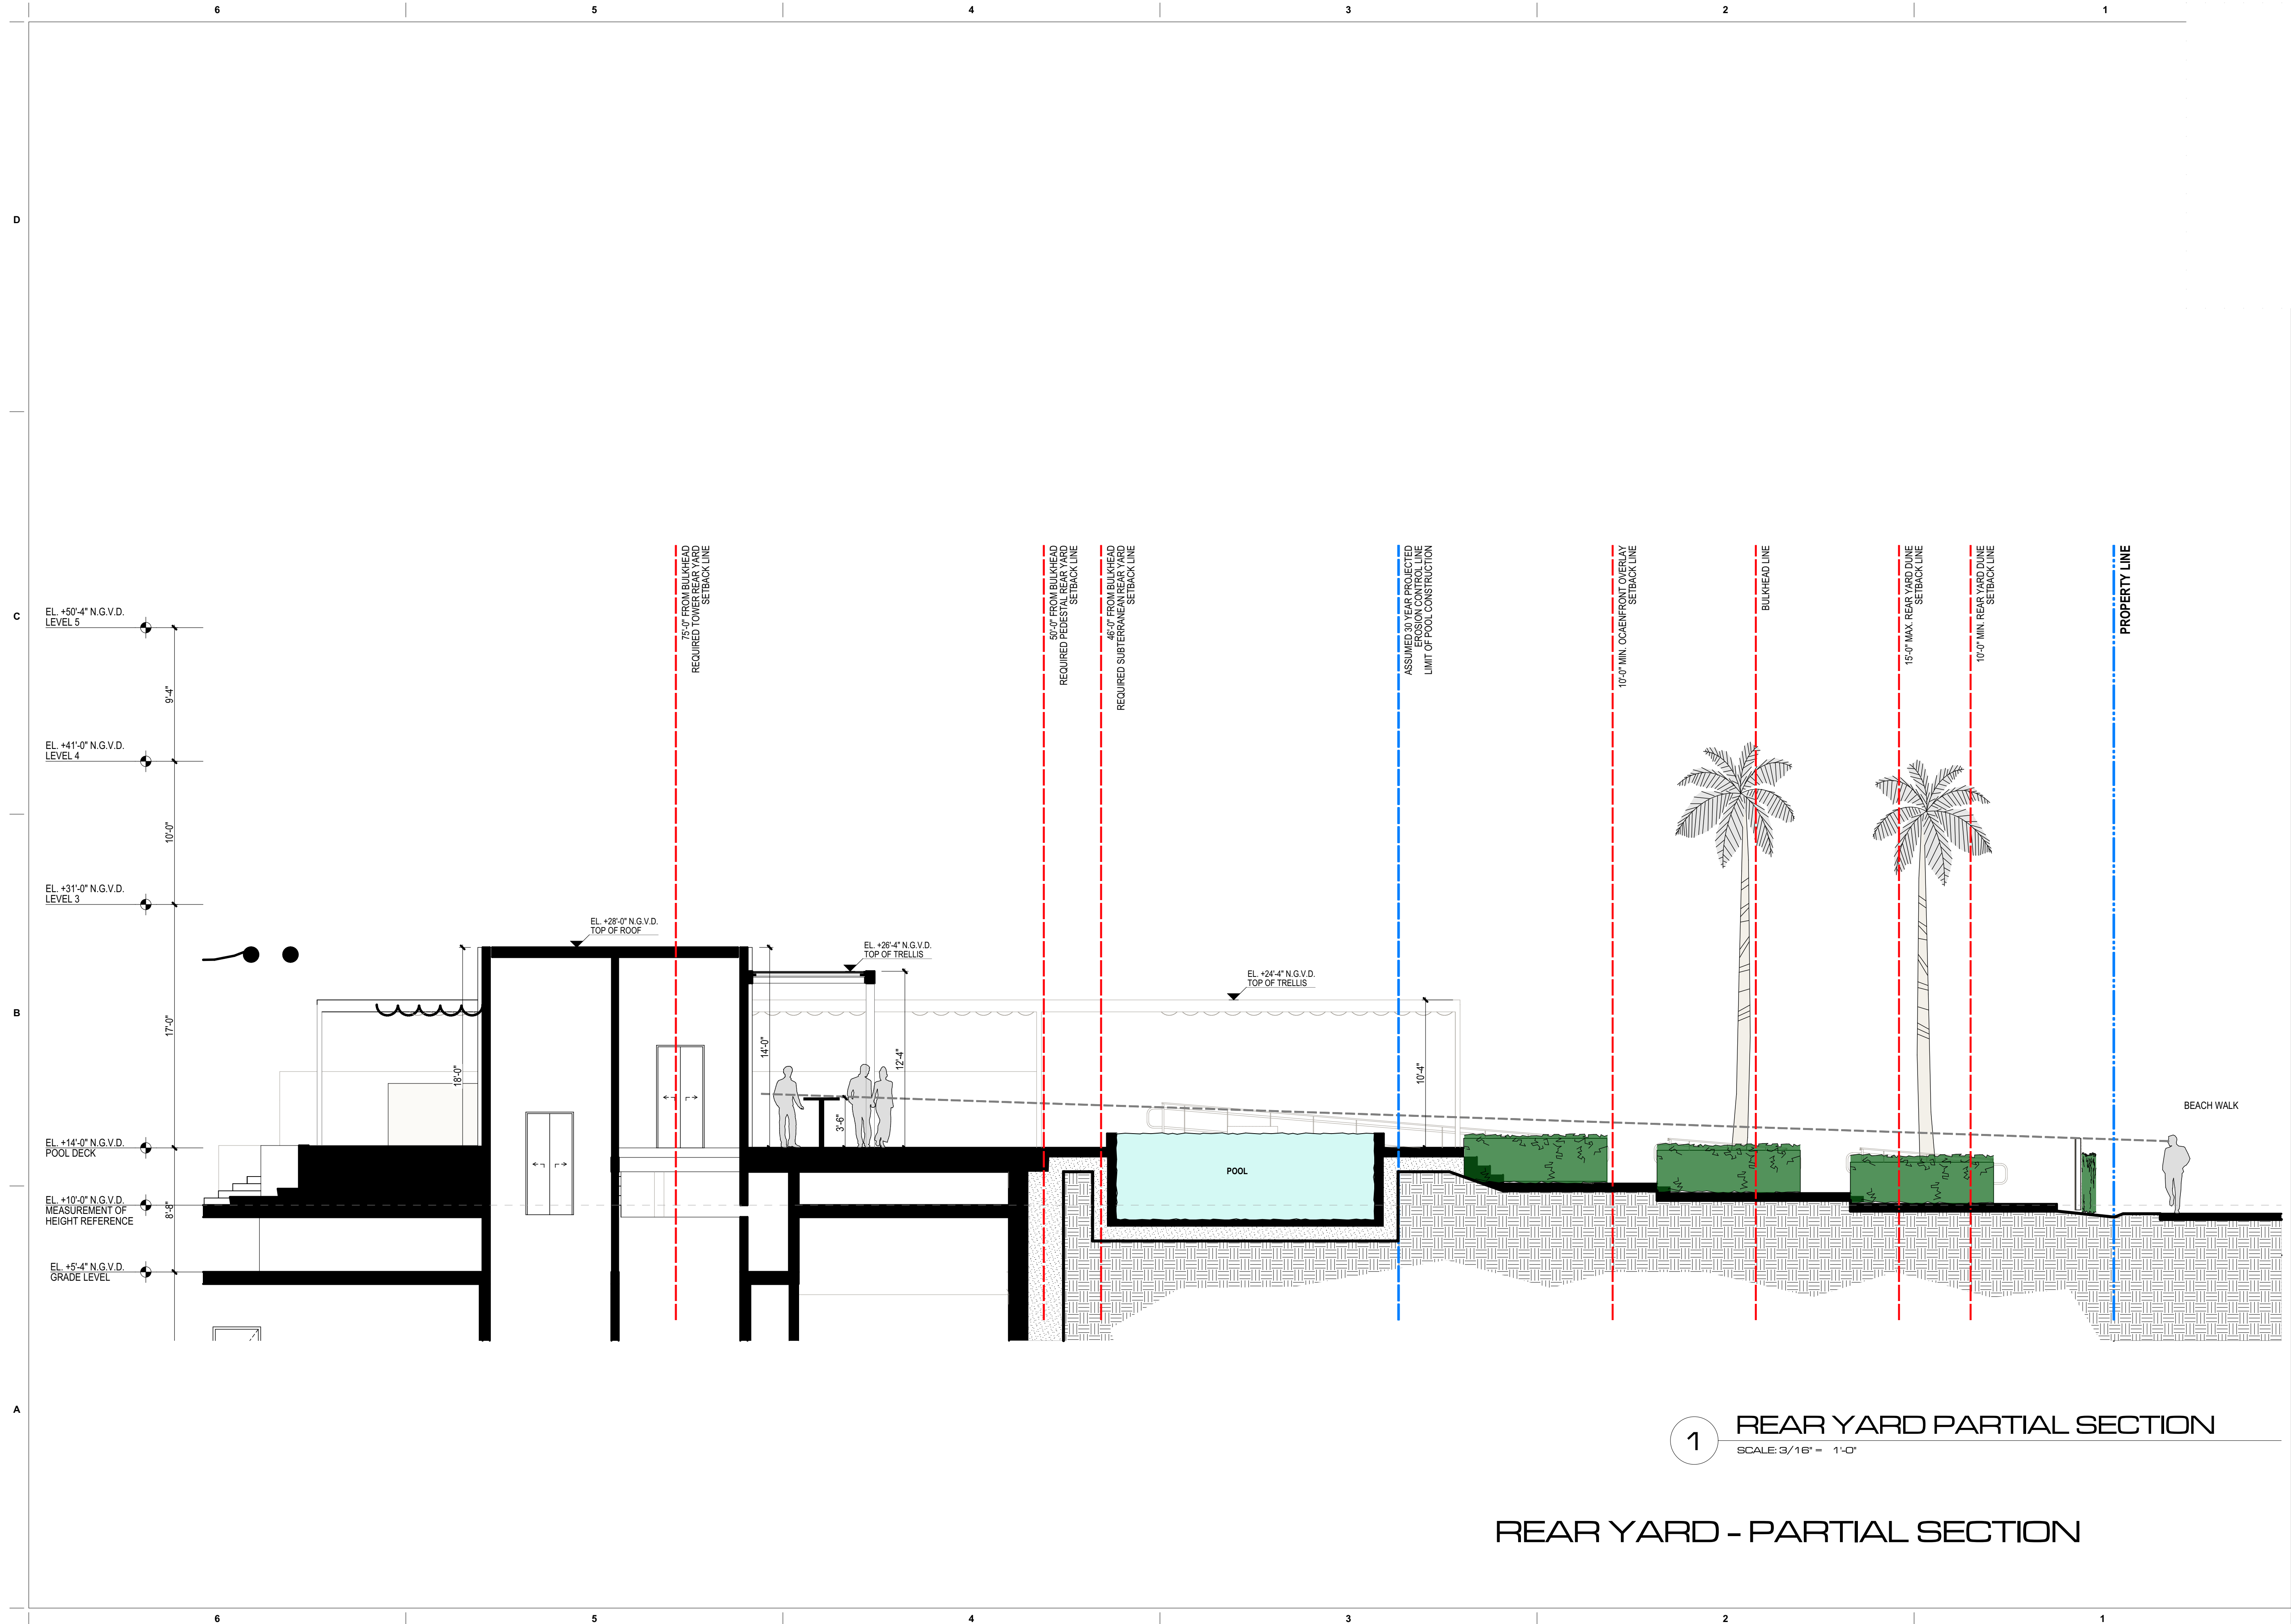 6 5 4 3 2 1
D
C
B
A
EL. +50'-4" N.G.V.D.
LEVEL 5
9'-4"
EL. +41'-0" N.G.V.D.
LEVEL 4
10'-0"
EL. +31'-0" N.G.V.D.
LEVEL 3
17'-0"
EL. +14'-0" N.G.V.D.
POOL DECK
EL. +10'-0" N.G.V.D.
MEASUREMENT OF
HEIGHT REFERENCE
8'-8"
EL. +5'-4" N.G.V.D.
GRADE LEVEL
75'-0" FROM BULKHEAD
REQUIRED TOWER REAR YARD
SETBACK LINE
50'-0" FROM BULKHEAD
REQUIRED PEDESTAL REAR YARD
SETBACK LINE
46'-0" FROM BULKHEAD
REQUIRED SUBTERRANEAN REAR YARD
SETBACK LINE
ASSUMED 30 YEAR PROJECTED
EROSION CONTROL LINE
LIMIT OF POOL CONSTRUCTION
10'-0" MIN. OCAENFRONT OVERLAY
SETBACK LINE
BULKHEAD LINE
15'-0" MAX. REAR YARD DUNE
SETBACK LINE
10'-0" MIN. REAR YARD DUNE
SETBACK LINE
PROPERTY LINE
EL. +28'-0" N.G.V.D.
TOP OF ROOF
EL. +26'-4" N.G.V.D.
TOP OF TRELLIS
EL. +24'-4" N.G.V.D.
TOP OF TRELLIS
18'-0"
14'-0"
3'-6"
12'-4"
10'-4"
POOL
BEACH WALK
1
REAR YARD PARTIAL SECTION
SCALE: 3/16" = 1'-0"
REAR YARD - PARTIAL SECTION
6 5 4 3 2 1